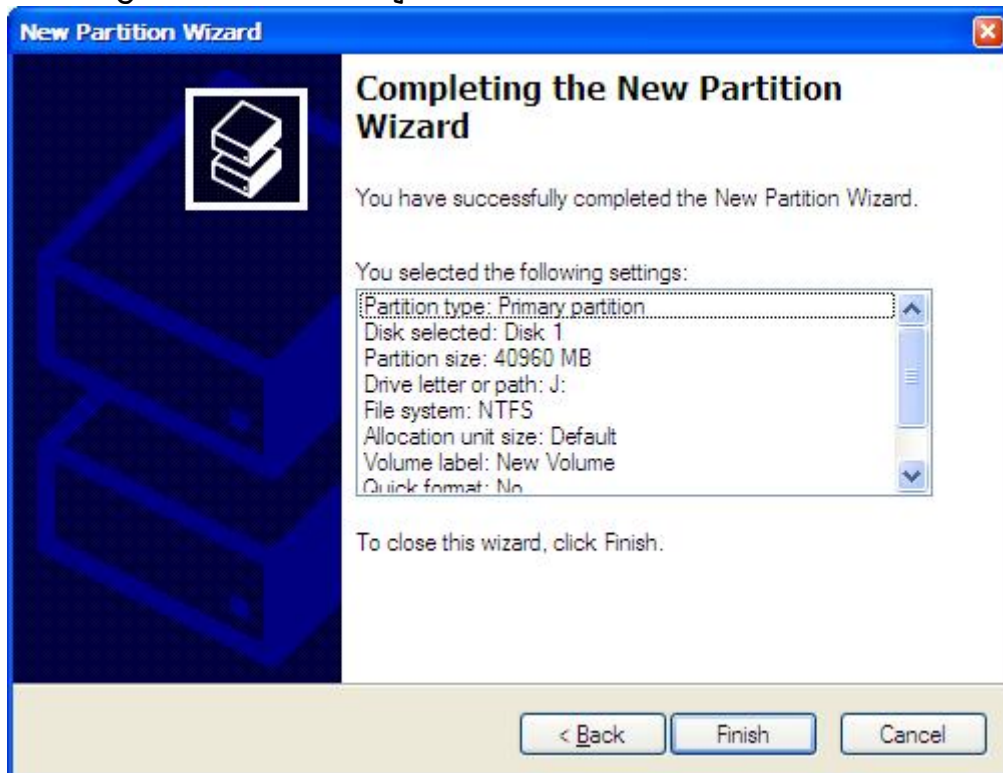 New Partition Wizard
Completing the New Partition
Wizard
You have successfully completed the New Partition Wizard.
You selected the following settings:
Partition type: Primary partition
Disk selected: Disk 1
Partition size: 40960 MB
Drive letter or path: J:
File system: NTFS
Allocation unit size: Default
Volume label: New Volume
Quick format: No
To close this wizard, click Finish.
< Back
Finish
Cancel